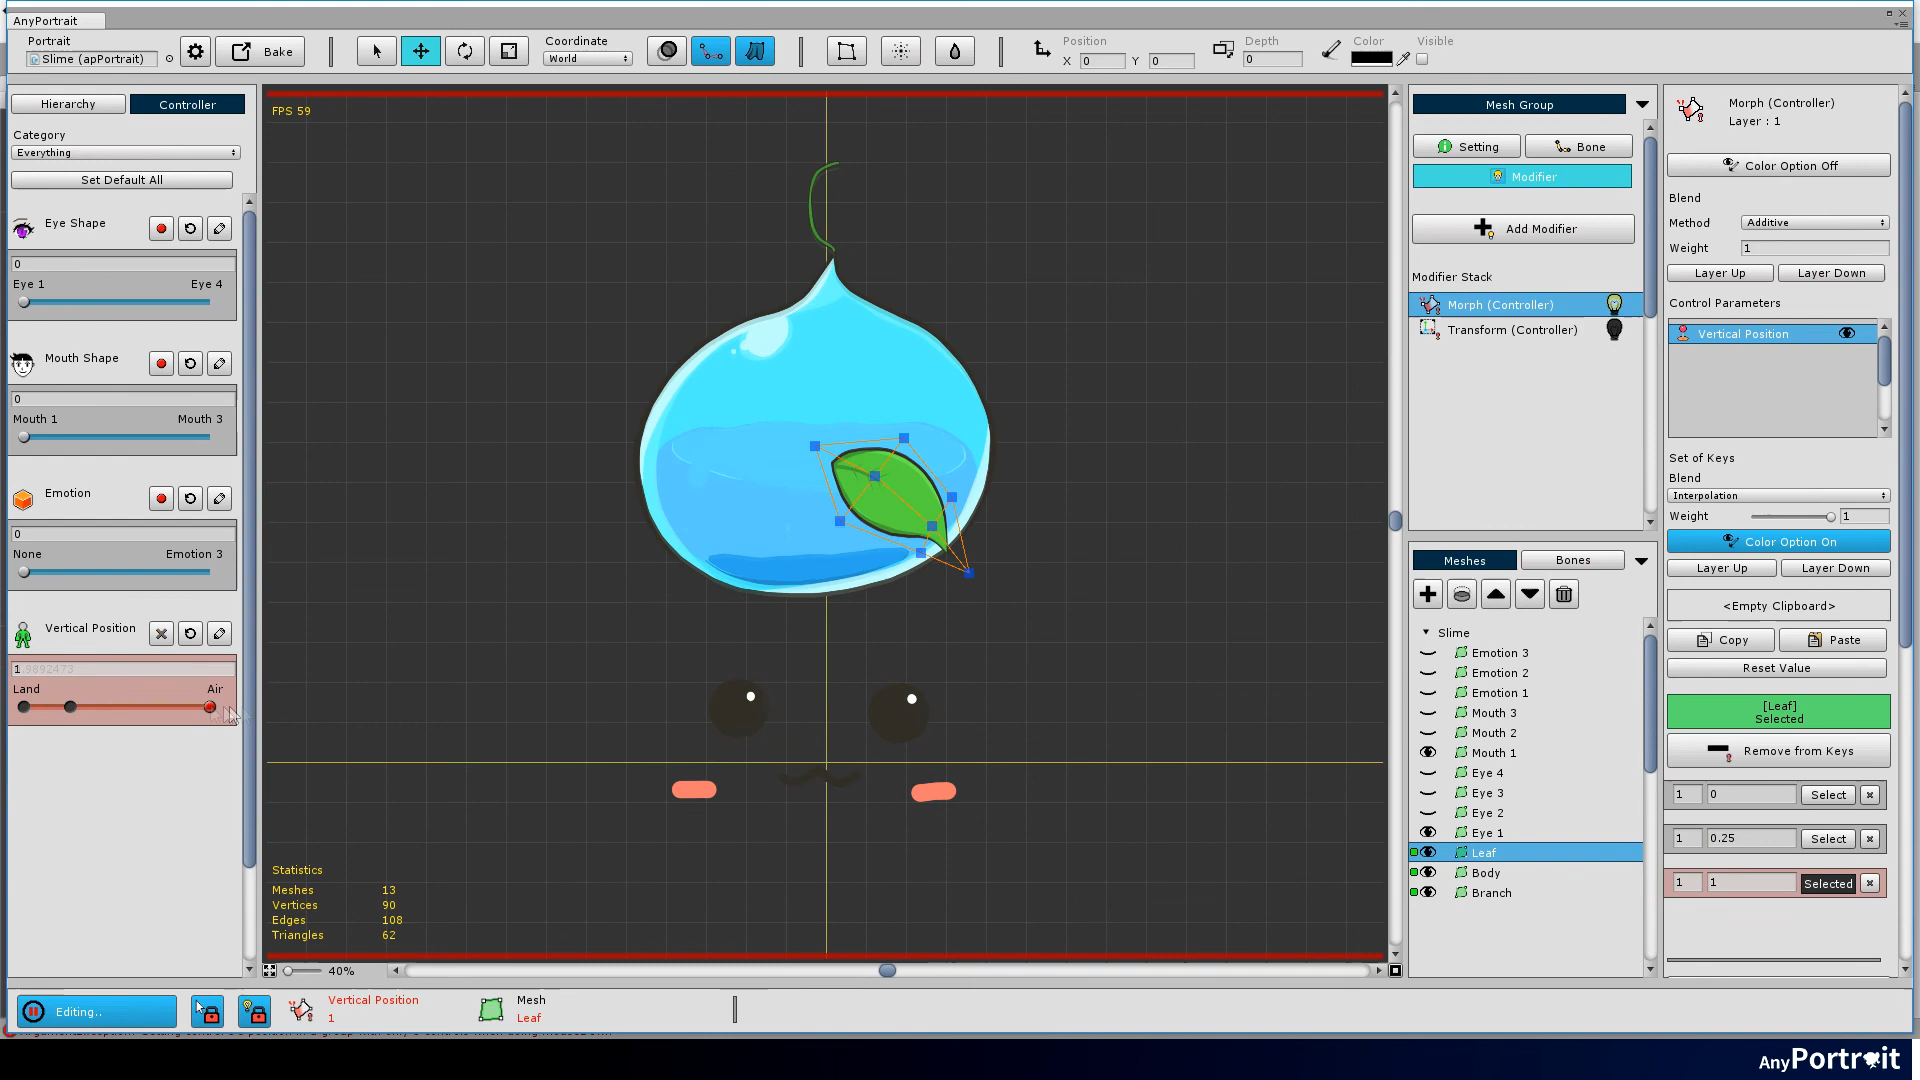 AnyPortrait
Portrait
Slime (apPortrait)
Bake
Coordinate
World
Position
X 0 Y 0
Depth
0
Color
Visible
Hierarchy
Controller
Category
Everything
Set Default All
Eye Shape
0
Eye 1 Eye 4
Mouth Shape
0
Mouth 1 Mouth 3
Emotion
0
None Emotion 3
Vertical Position
1.9892473
Land Air
FPS 59
Statistics
Meshes 13
Vertices 90
Edges 108
Triangles 62
40%
Mesh Group
Setting
Bone
Modifier
Add Modifier
Modifier Stack
Morph (Controller)
Transform (Controller)
Meshes
Bones
Slime
Emotion 3
Emotion 2
Emotion 1
Mouth 3
Mouth 2
Mouth 1
Eye 4
Eye 3
Eye 2
Eye 1
Leaf
Body
Branch
Morph (Controller)
Layer : 1
Color Option Off
Blend
Method Additive
Weight 1
Layer Up Layer Down
Control Parameters
Vertical Position
Set of Keys
Blend
Interpolation
Weight 1
Color Option On
Layer Up Layer Down
<Empty Clipboard>
Copy Paste
Reset Value
[Leaf]
Selected
Remove from Keys
1 0 Select
1 0.25 Select
1 1 Selected
Editing..
Vertical Position
1
Mesh
Leaf
AnyPortrait